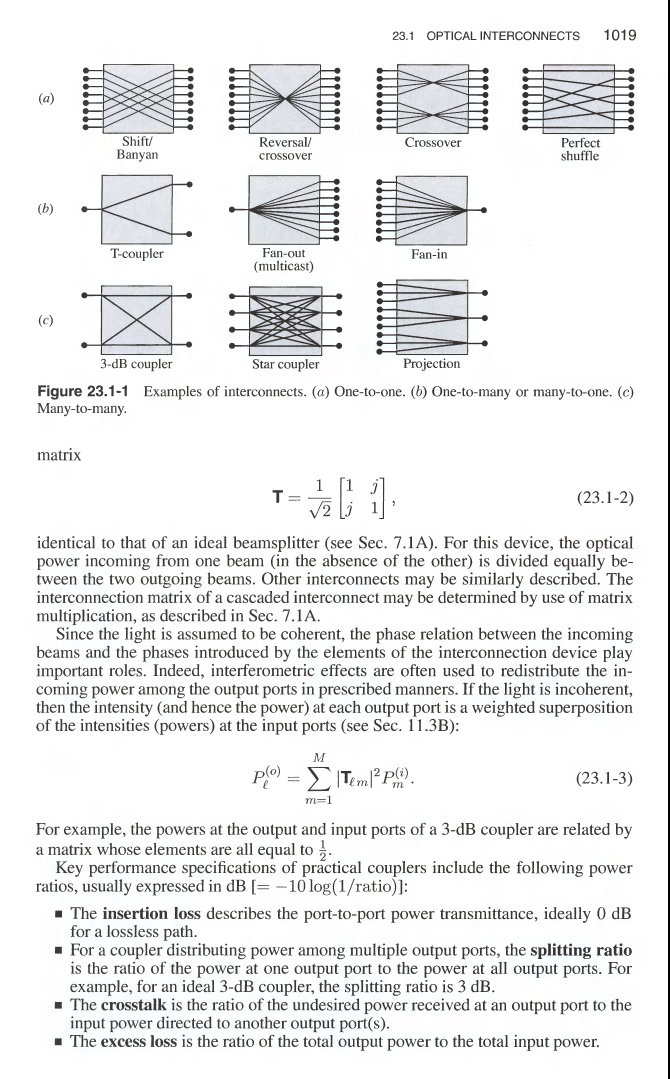 23.1 OPTICAL INTERCONNECTS 1019
(a)
Shift/
Banyan
Reversal/
crossover
Crossover
Perfect
shuffle
(b)
T-coupler
Fan-out
(multicast)
Fan-in
(c)
3-dB coupler
Star coupler
Projection
Figure 23.1-1 Examples of interconnects. (a) One-to-one. (b) One-to-many or many-to-one. (c)
Many-to-many.
matrix
T = 1/√2 [1 j; j 1], (23.1-2)
identical to that of an ideal beamsplitter (see Sec. 7.1A). For this device, the optical
power incoming from one beam (in the absence of the other) is divided equally be-
tween the two outgoing beams. Other interconnects may be similarly described. The
interconnection matrix of a cascaded interconnect may be determined by use of matrix
multiplication, as described in Sec. 7.1A.
Since the light is assumed to be coherent, the phase relation between the incoming
beams and the phases introduced by the elements of the interconnection device play
important roles. Indeed, interferometric effects are often used to redistribute the in-
coming power among the output ports in prescribed manners. If the light is incoherent,
then the intensity (and hence the power) at each output port is a weighted superposition
of the intensities (powers) at the input ports (see Sec. 11.3B):
P_ℓ^(o) = ∑_{m=1}^{M} |T_ℓm|² P_m^(i). (23.1-3)
For example, the powers at the output and input ports of a 3-dB coupler are related by
a matrix whose elements are all equal to 1/2.
Key performance specifications of practical couplers include the following power
ratios, usually expressed in dB [= −10 log(1/ratio)]:
■ The insertion loss describes the port-to-port power transmittance, ideally 0 dB
for a lossless path.
■ For a coupler distributing power among multiple output ports, the splitting ratio
is the ratio of the power at one output port to the power at all output ports. For
example, for an ideal 3-dB coupler, the splitting ratio is 3 dB.
■ The crosstalk is the ratio of the undesired power received at an output port to the
input power directed to another output port(s).
■ The excess loss is the ratio of the total output power to the total input power.